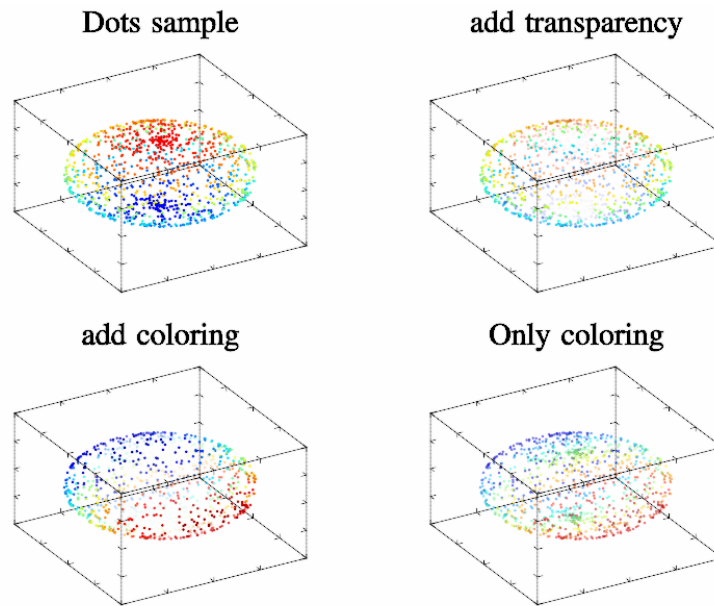 Dots sample
add transparency
add coloring
Only coloring